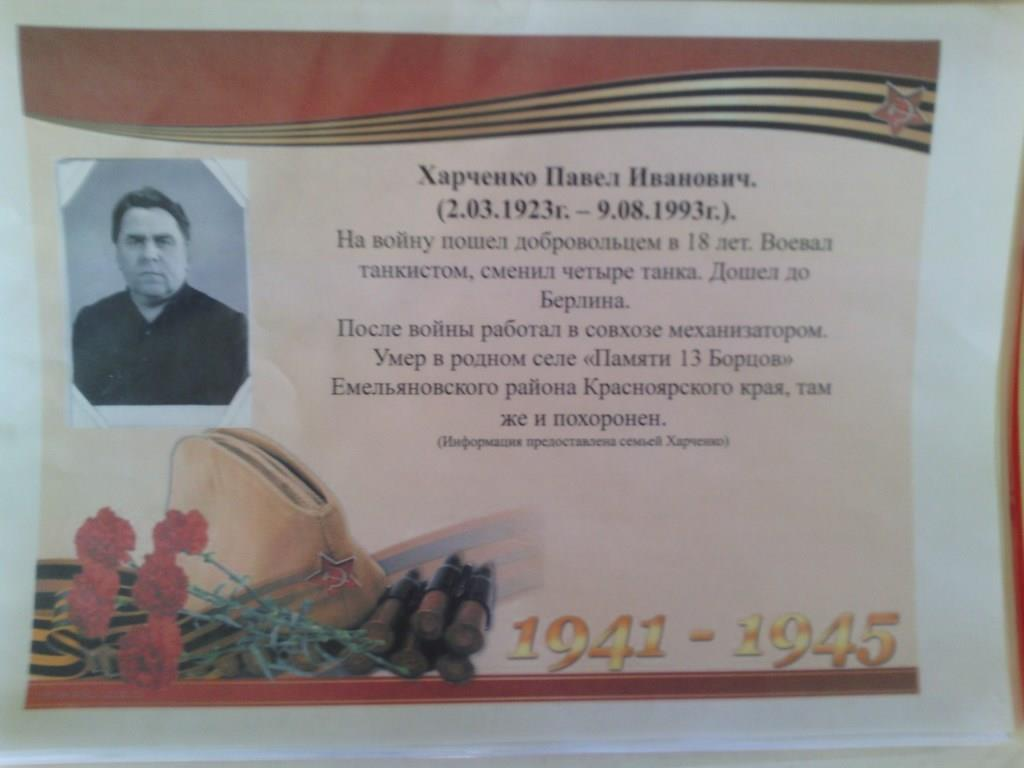 Харченко Павел Иванович.
(2.03.1923г. – 9.08.1993г.).
На войну пошел добровольцем в 18 лет. Воевал
танкистом, сменил четыре танка. Дошел до
Берлина.
После войны работал в совхозе механизатором.
Умер в родном селе «Памяти 13 Борцов»
Емельяновского района Красноярского края, там
же и похоронен.
(Информация предоставлена семьей Харченко)
1941 - 1945